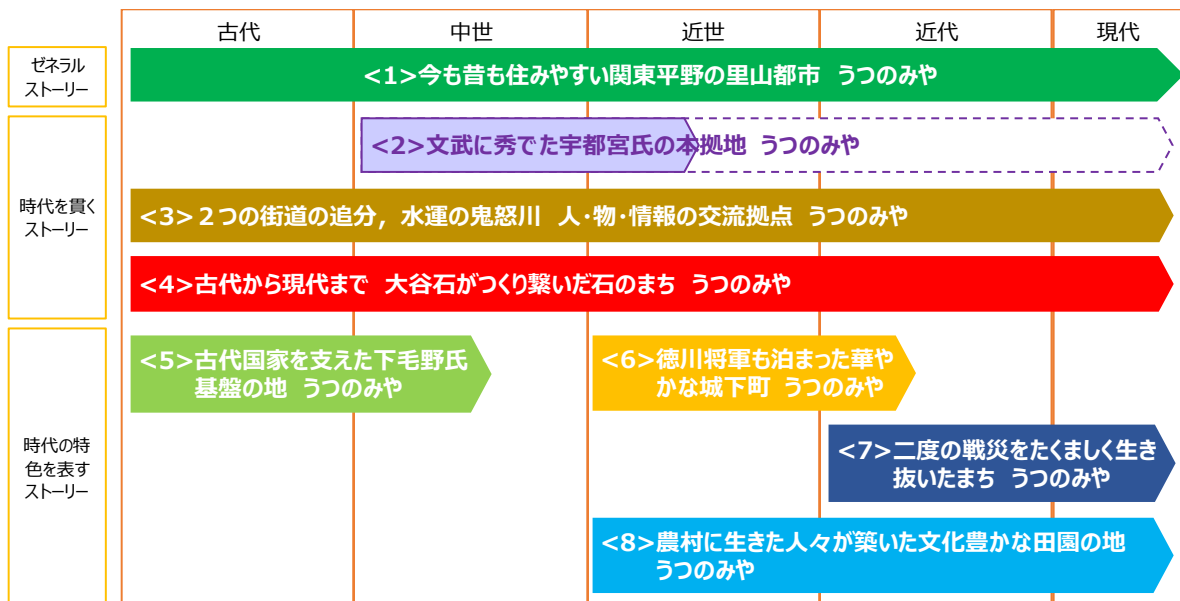 古代 中世 近世 近代 現代
ゼネラル
ストーリー
<1>今も昔も住みやすい関東平野の里山都市 うつのみや
時代を貫く
ストーリー
<2>文武に秀でた宇都宮氏の本拠地 うつのみや
<3>２つの街道の追分，水運の鬼怒川 人・物・情報の交流拠点 うつのみや
<4>古代から現代まで 大谷石がつくり繋いだ石のまち うつのみや
時代の特
色を表す
ストーリー
<5>古代国家を支えた下毛野氏
基盤の地 うつのみや
<6>徳川将軍も泊まった華や
かな城下町 うつのみや
<7>二度の戦災をたくましく生き
抜いたまち うつのみや
<8>農村に生きた人々が築いた文化豊かな田園の地
うつのみや